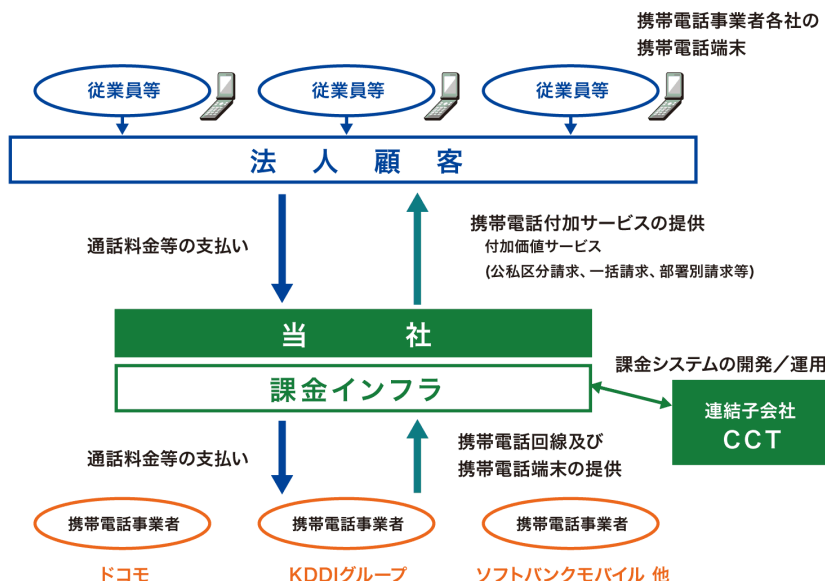 携帯電話事業者各社の
携帯電話端末
従業員等
従業員等
従業員等
法人顧客
通話料金等の支払い
携帯電話付加サービスの提供
付加価値サービス
(公私区分請求、一括請求、部署別請求等)
当社
課金インフラ
課金システムの開発／運用
連結子会社
CCT
通話料金等の支払い
携帯電話回線及び
携帯電話端末の提供
携帯電話事業者
携帯電話事業者
携帯電話事業者
ドコモ
KDDIグループ
ソフトバンクモバイル 他